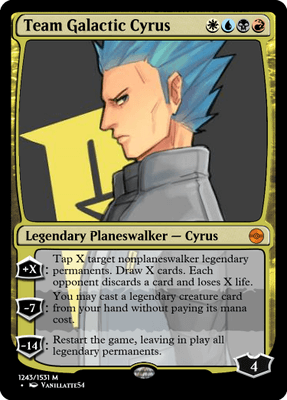 Team Galactic Cyrus
Legendary Planeswalker — Cyrus
+X: Tap X target nonplaneswalker legendary
permanents. Draw X cards. Each
opponent discards a card and loses X life.
-7: You may cast a legendary creature card
from your hand without paying its mana
cost.
-14: Restart the game, leaving in play all
legendary permanents.
4
1243/1531 M
• VANILLATTE54